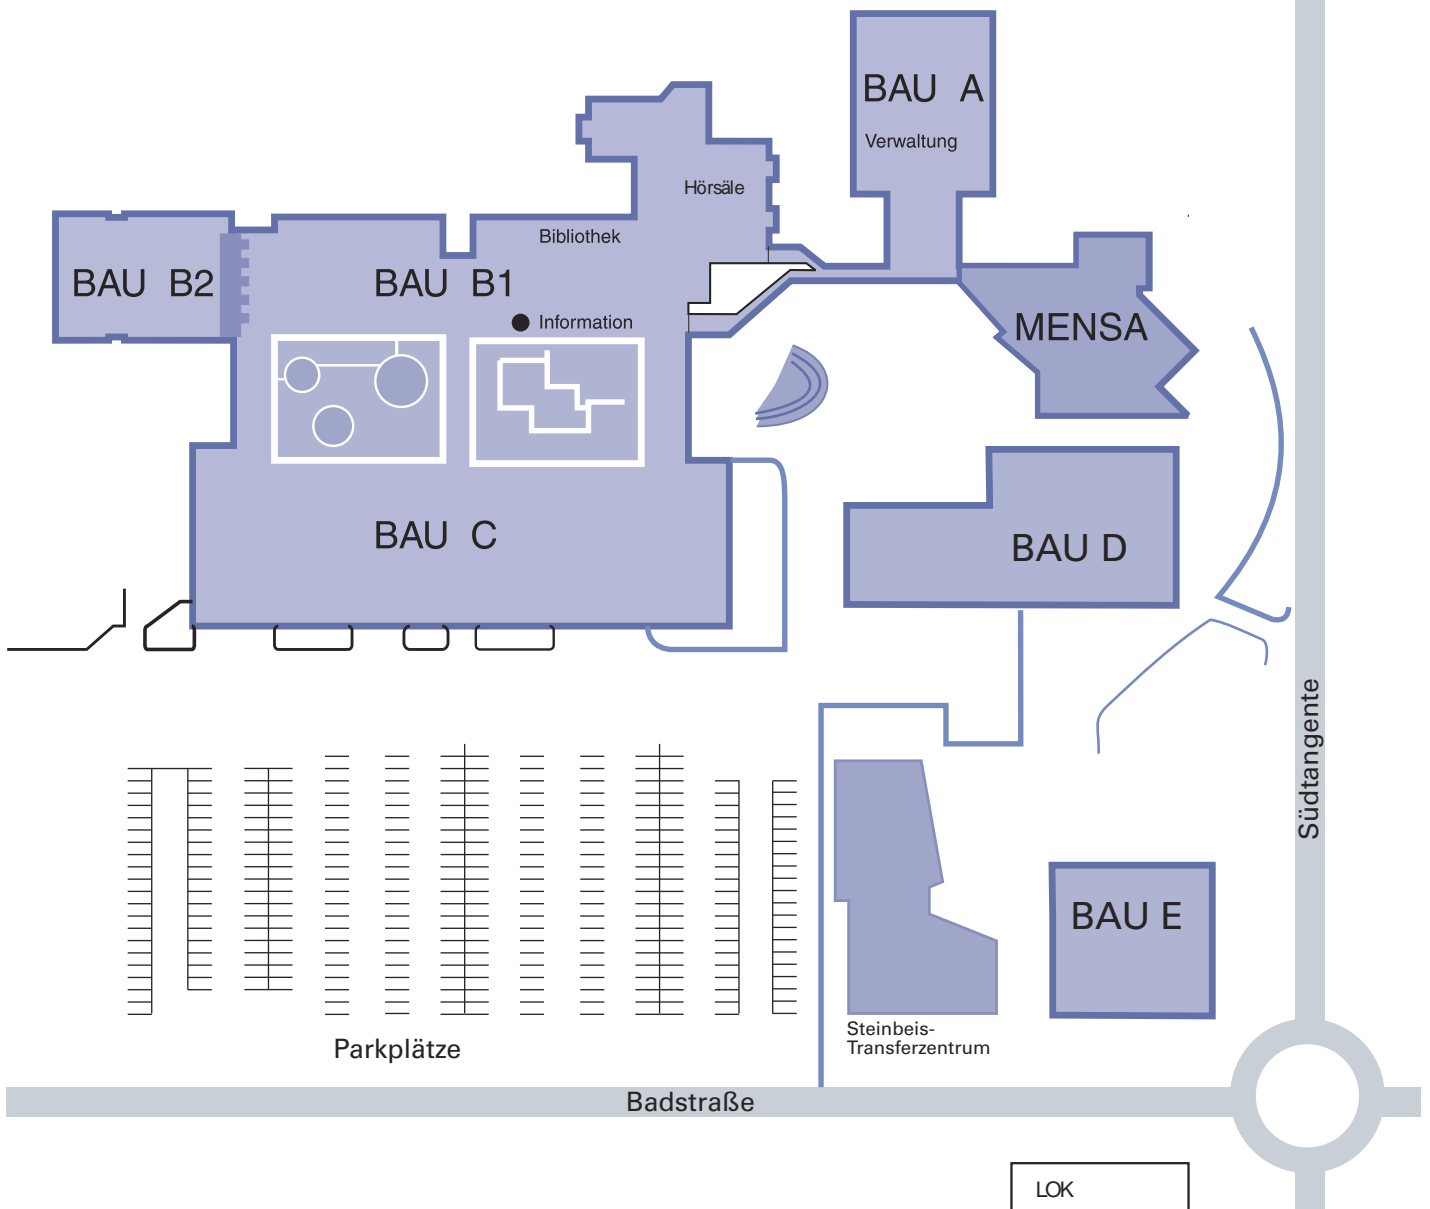 BAU A
Verwaltung
Hörsäle
Bibliothek
BAU B2
BAU B1
Information
MENSA
BAU C
BAU D
Südtangente
BAU E
Steinbeis-
Transferzentrum
Parkplätze
Badstraße
LOK